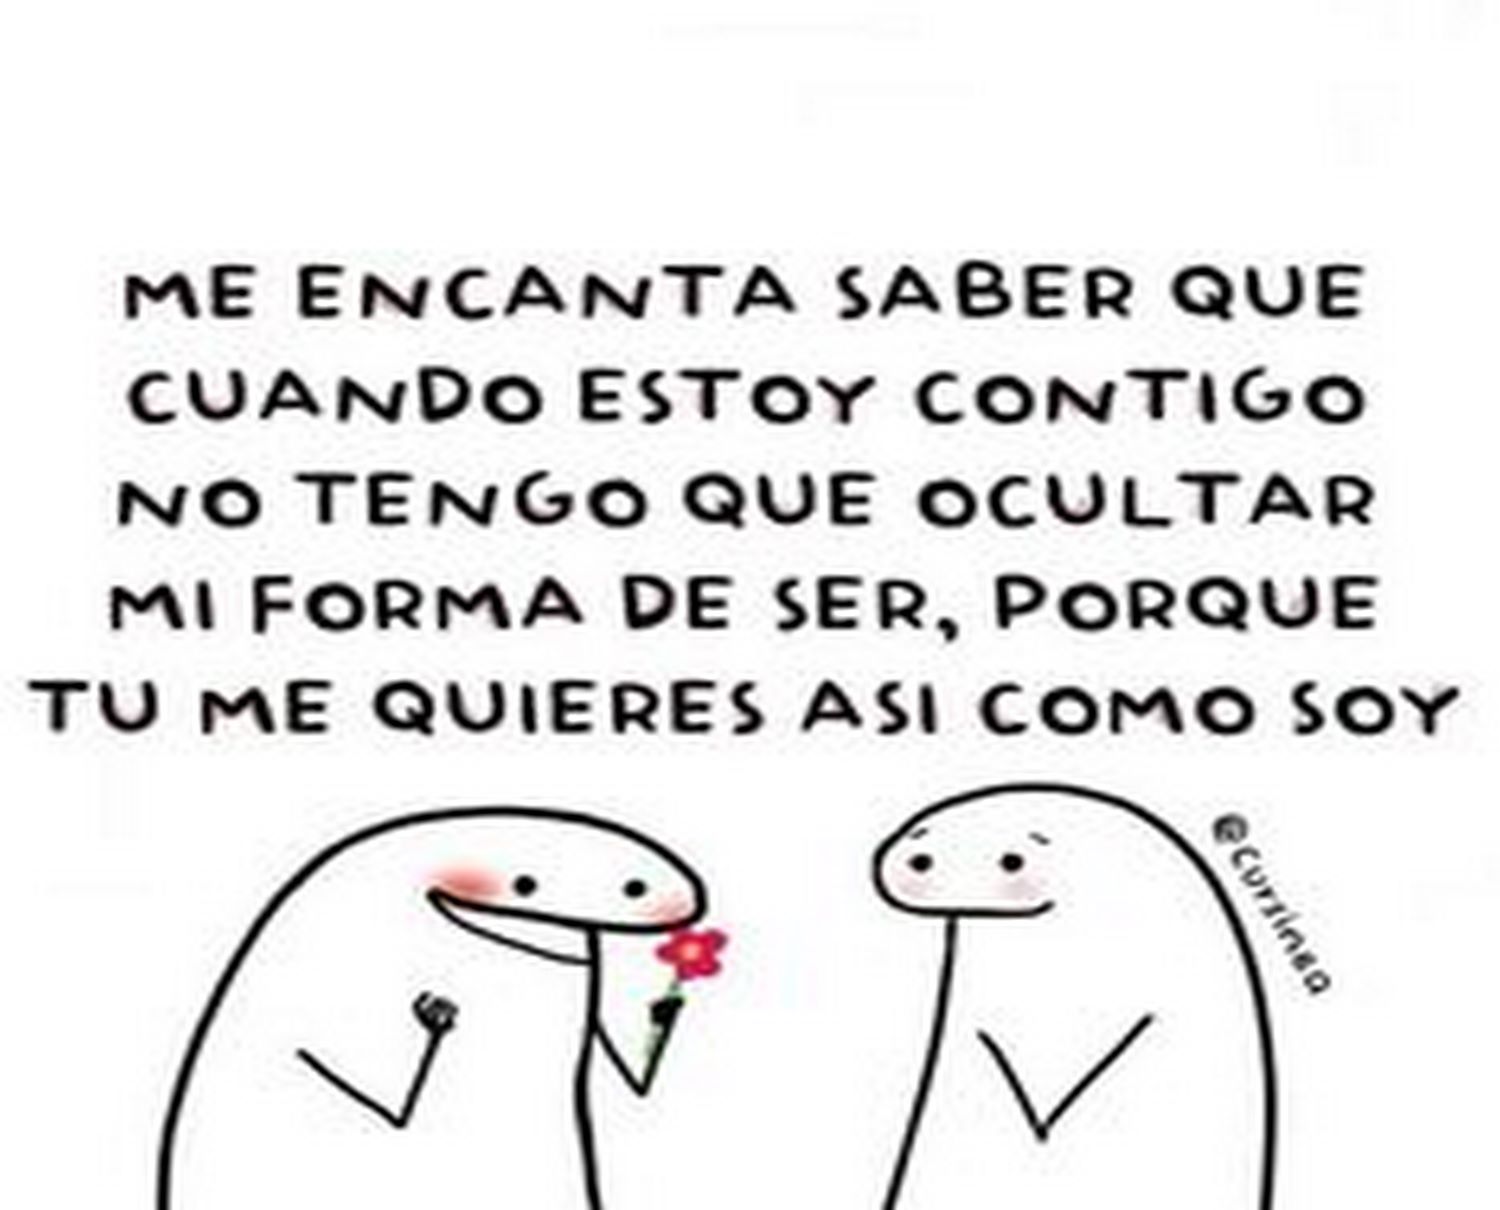 ME ENCANTA SABER QUE
CUANDO ESTOY CONTIGO
NO TENGO QUE OCULTAR
MI FORMA DE SER, PORQUE
TU ME QUIERES ASI COMO SOY